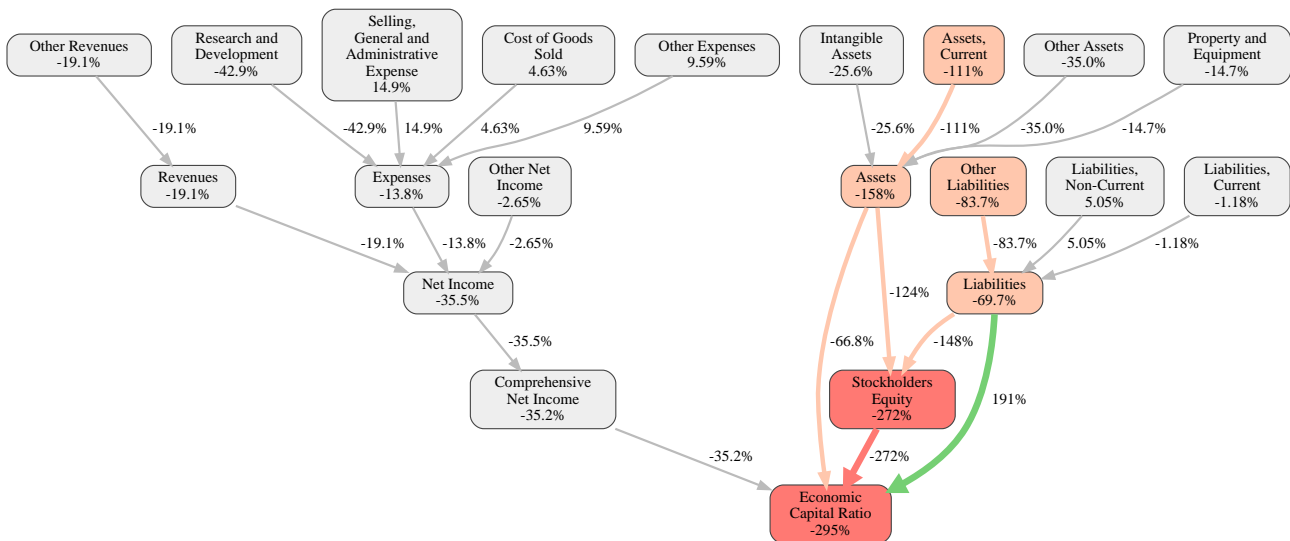 Other Revenues
-19.1%
Research and
Development
-42.9%
Selling,
General and
Administrative
Expense
14.9%
Cost of Goods
Sold
4.63%
Other Expenses
9.59%
Intangible
Assets
-25.6%
Assets,
Current
-111%
Other Assets
-35.0%
Property and
Equipment
-14.7%
-19.1%
-42.9%
14.9%
4.63%
9.59%
-25.6%
-111%
-35.0%
-14.7%
Revenues
-19.1%
Expenses
-13.8%
Other Net
Income
-2.65%
Assets
-158%
Other
Liabilities
-83.7%
Liabilities,
Non-Current
5.05%
Liabilities,
Current
-1.18%
-19.1%
-13.8%
-2.65%
-83.7%
5.05%
-1.18%
Net Income
-35.5%
-124%
Liabilities
-69.7%
-35.5%
-66.8%
-148%
Comprehensive
Net Income
-35.2%
Stockholders
Equity
-272%
191%
-35.2%
-272%
Economic
Capital Ratio
-295%